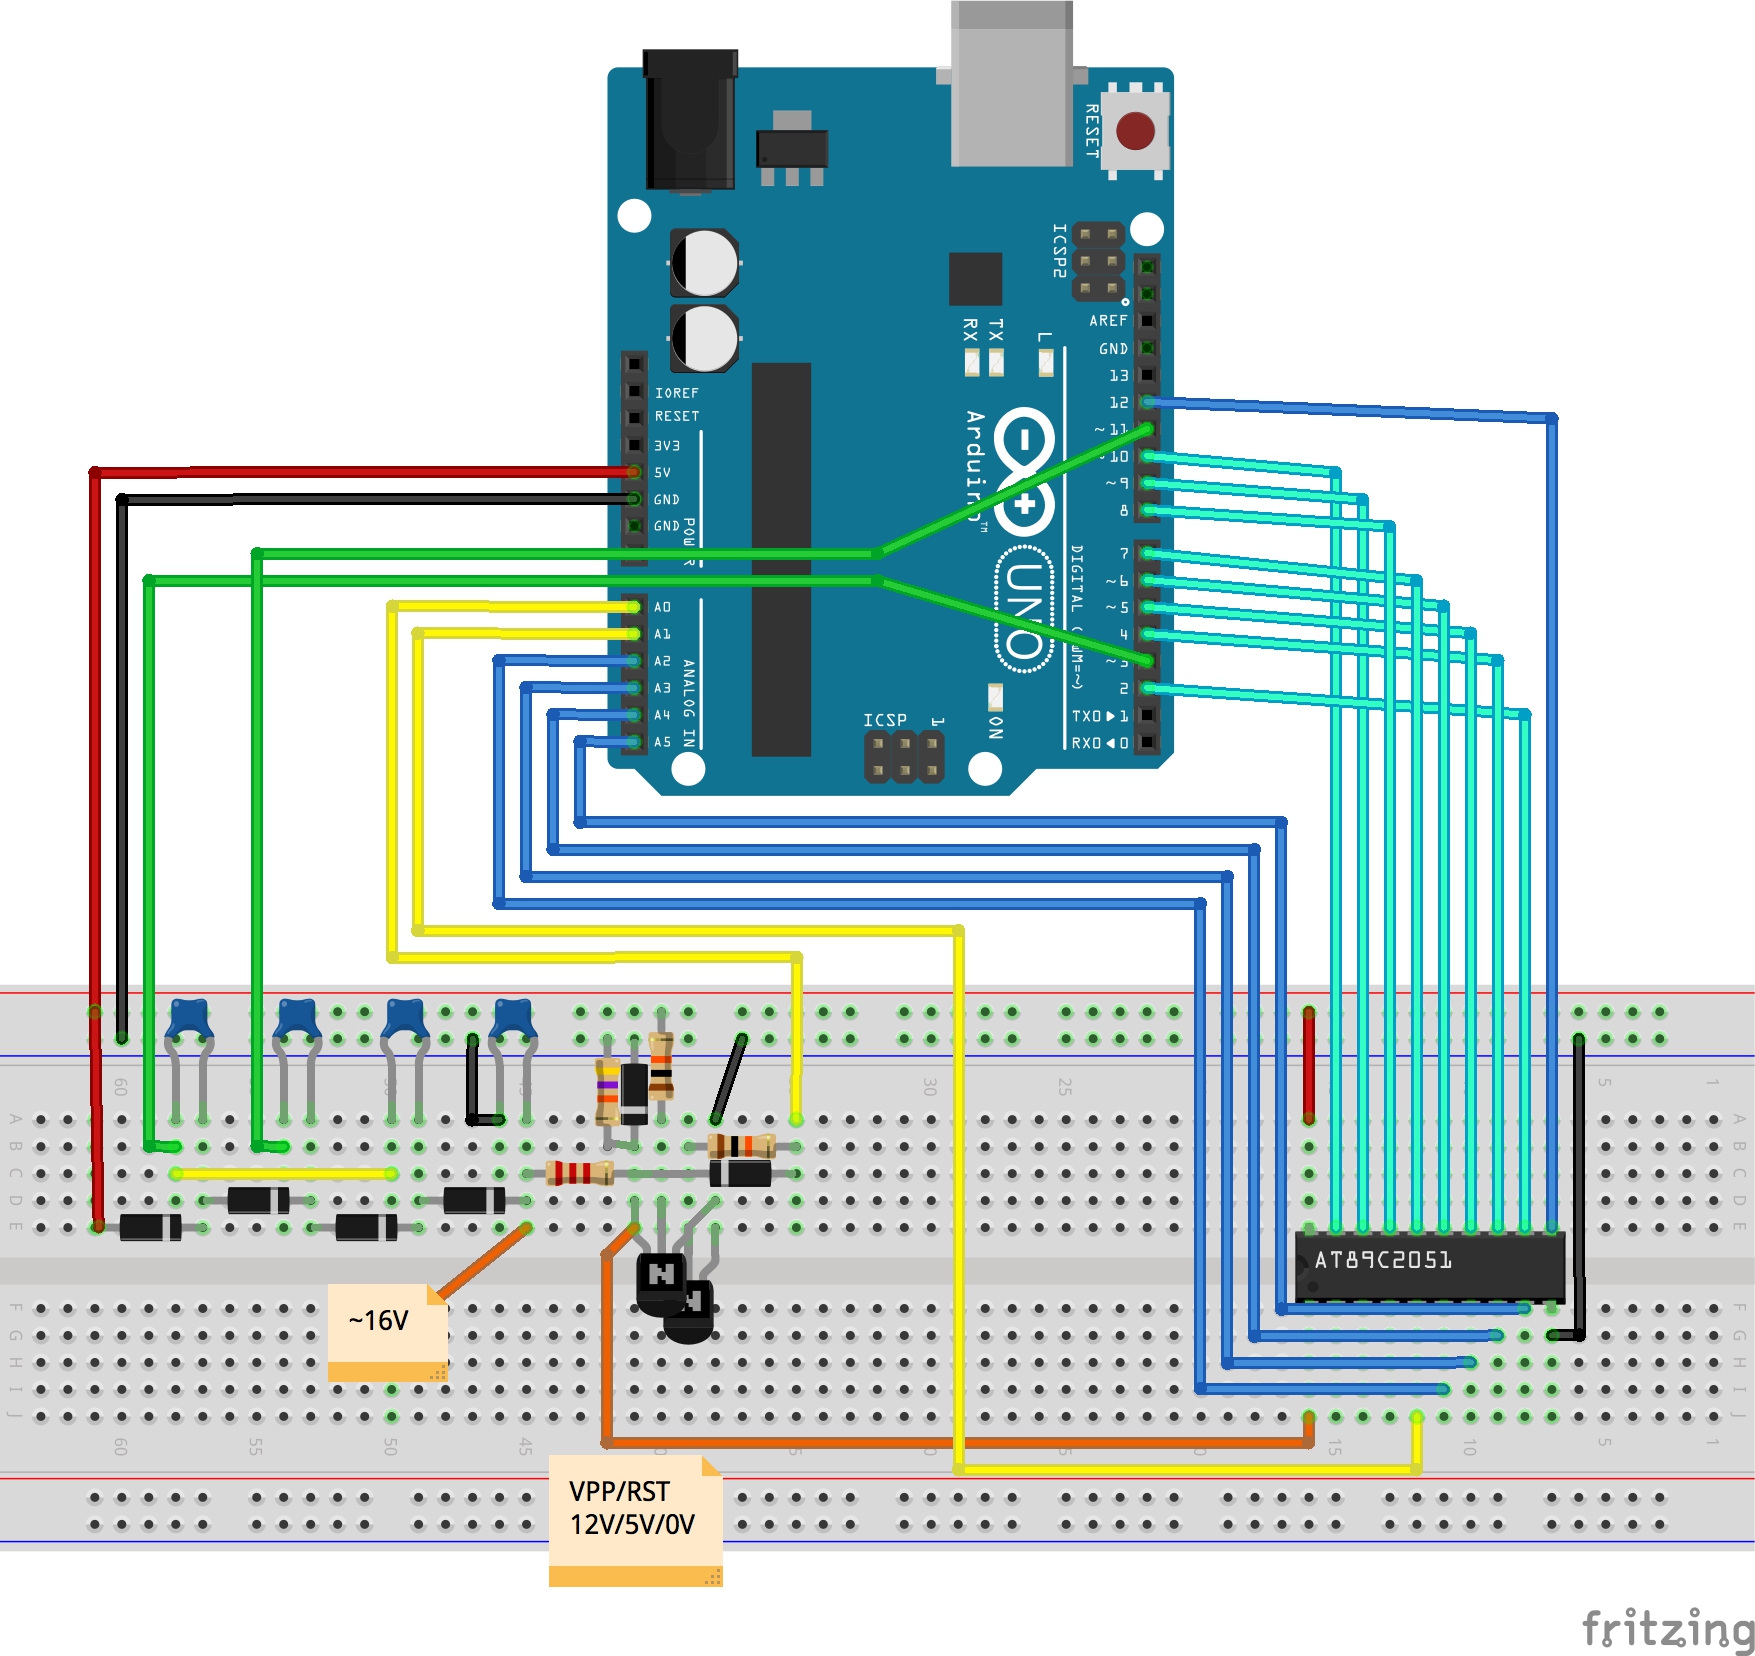 RESET
ICSP2
AREF
GND
RX TX L
13
IOREF
12
RESET
~11
3V3
~10
5V
~9
GND
8
GND
POWER
Arduino™
7
~6
A0
~5
A1
4
UNO
DIGITAL (PWM=~)
A2
~3
A3
2
ANALOG IN
A4
ICSP 1
ON
TX0▶1
A5
RX0◀0
60
30
25
5
1
A A
B B
C C
D D
E E
AT89C2051
F F
~16V
G G
H H
I I
J J
60 55 50 45 15 10 5 1
VPP/RST
12V/5V/0V
fritzing